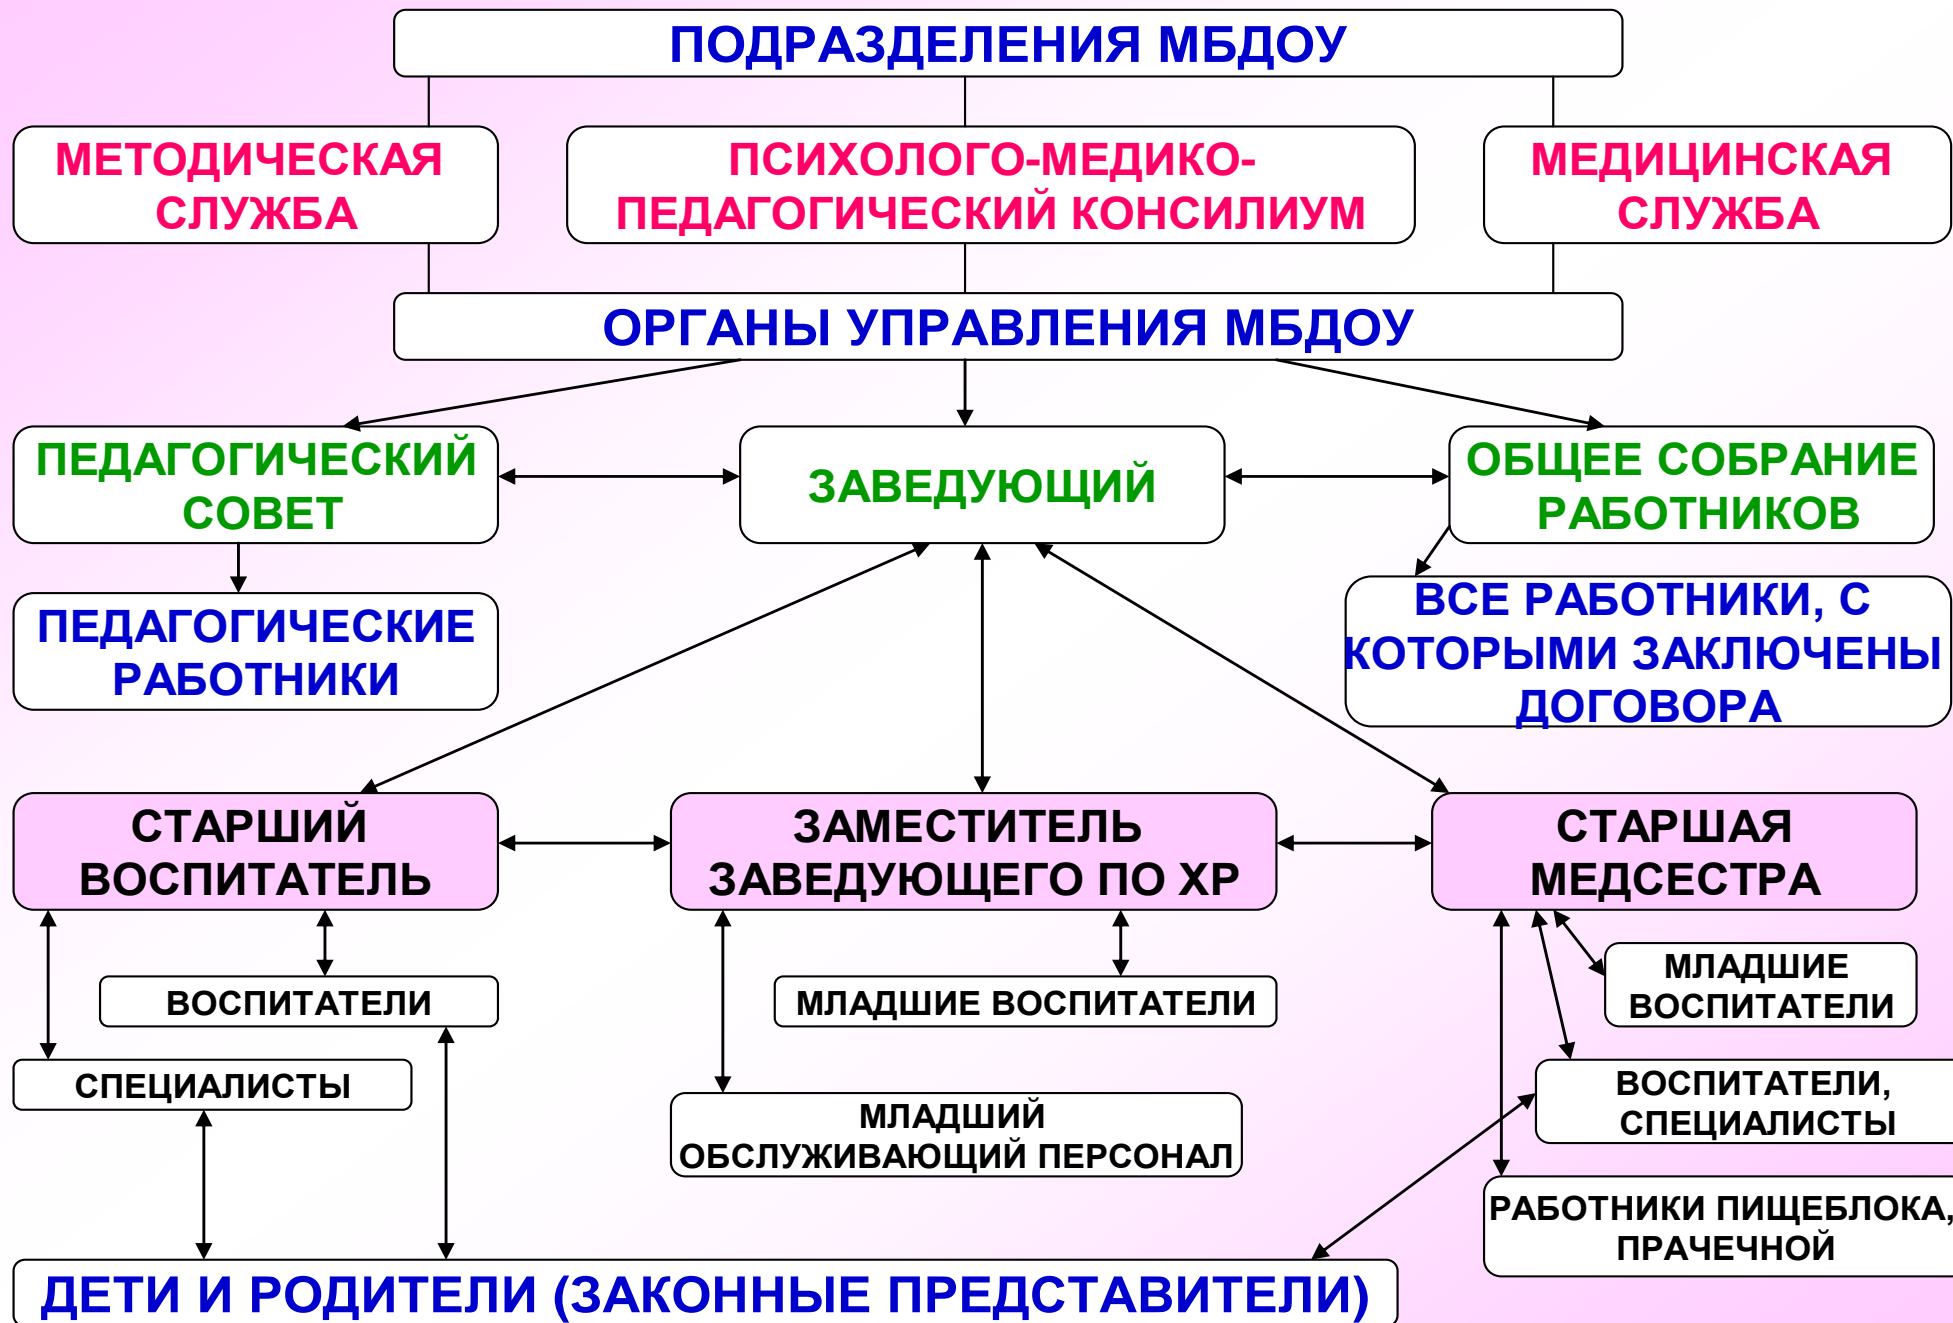 ПОДРАЗДЕЛЕНИЯ МБДОУ
МЕТОДИЧЕСКАЯ
СЛУЖБА
ПСИХОЛОГО-МЕДИКО-
ПЕДАГОГИЧЕСКИЙ КОНСИЛИУМ
МЕДИЦИНСКАЯ
СЛУЖБА
ОРГАНЫ УПРАВЛЕНИЯ МБДОУ
ПЕДАГОГИЧЕСКИЙ
СОВЕТ
ЗАВЕДУЮЩИЙ
ОБЩЕЕ СОБРАНИЕ
РАБОТНИКОВ
ПЕДАГОГИЧЕСКИЕ
РАБОТНИКИ
ВСЕ РАБОТНИКИ, С
КОТОРЫМИ ЗАКЛЮЧЕНЫ
ДОГОВОРА
СТАРШИЙ
ВОСПИТАТЕЛЬ
ЗАМЕСТИТЕЛЬ
ЗАВЕДУЮЩЕГО ПО ХР
СТАРШАЯ
МЕДСЕСТРА
ВОСПИТАТЕЛИ
МЛАДШИЕ ВОСПИТАТЕЛИ
МЛАДШИЕ
ВОСПИТАТЕЛИ
СПЕЦИАЛИСТЫ
МЛАДШИЙ
ОБСЛУЖИВАЮЩИЙ ПЕРСОНАЛ
ВОСПИТАТЕЛИ,
СПЕЦИАЛИСТЫ
РАБОТНИКИ ПИЩЕБЛОКА,
ПРАЧЕЧНОЙ
ДЕТИ И РОДИТЕЛИ (ЗАКОННЫЕ ПРЕДСТАВИТЕЛИ)